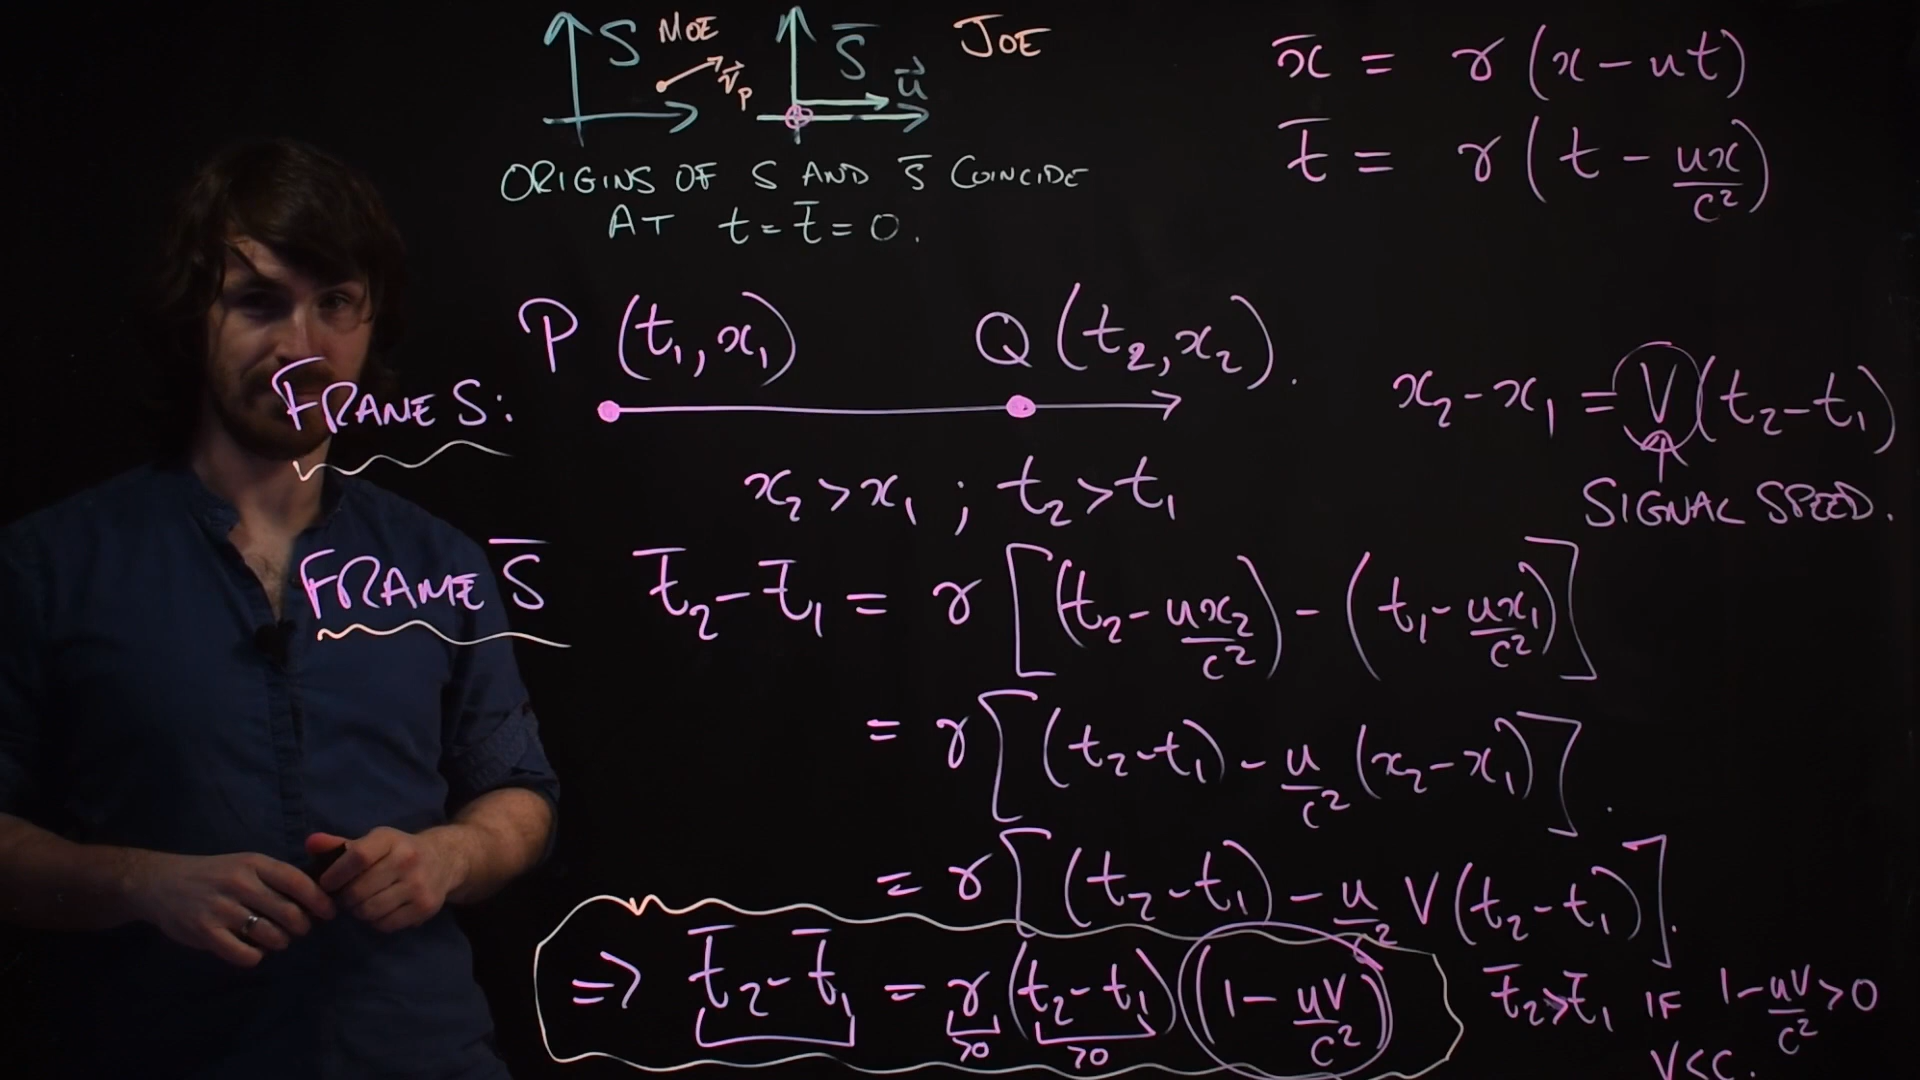 S MOE S̅ JOE
v⃗ₚ u⃗
ORIGINS OF S AND S̅ COINCIDE
AT t = t̅ = 0.
x̅ = γ(x - ut)
t̅ = γ(t - ux/c²)
P (t₁, x₁) Q (t₂, x₂).
FRAME S:
x₂ > x₁ ; t₂ > t₁
x₂ - x₁ = V(t₂ - t₁)
SIGNAL SPEED.
FRAME S̅ t̅₂ - t̅₁ = γ[(t₂ - ux₂/c²) - (t₁ - ux₁/c²)]
= γ[(t₂ - t₁) - u/c² (x₂ - x₁)].
= γ[(t₂ - t₁) - u/c² V(t₂ - t₁)].
⇒ t̅₂ - t̅₁ = γ(t₂ - t₁)(1 - uV/c²)
>0 >0
t̅₂ > t̅₁ IF 1 - uV/c² > 0
V<c.